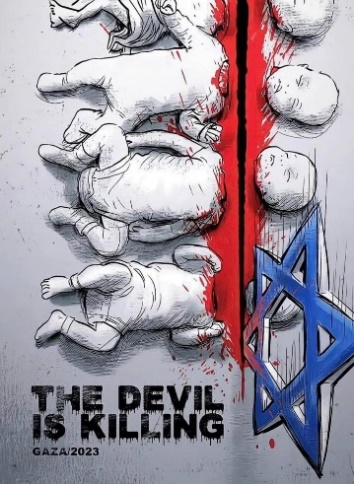 THE DEVIL
IS KILLING
GAZA/2023